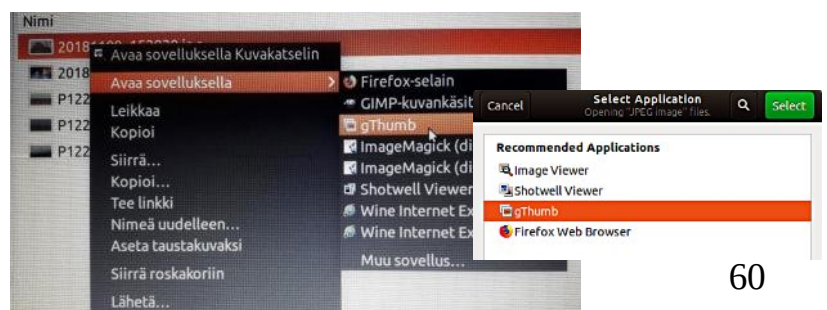 Nimi
2018
Avaa sovelluksella Kuvakatselin
2018
Avaa sovelluksella
P122
Leikkaa
P122
Kopioi
P122
Siirrä...
Kopioi...
Tee linkki
Nimeä uudelleen...
Aseta taustakuvaksi
Siirrä roskakoriin
Lähetä...
Firefox-selain
GIMP-kuvankäsit
gThumb
ImageMagick (di
ImageMagick (di
Shotwell Viewer
Wine Internet Ex
Wine Internet Ex
Muu sovellus...
Cancel
Select Application
Opening "JPEG image" files.
Select
Recommended Applications
Image Viewer
Shotwell Viewer
gThumb
Firefox Web Browser
60